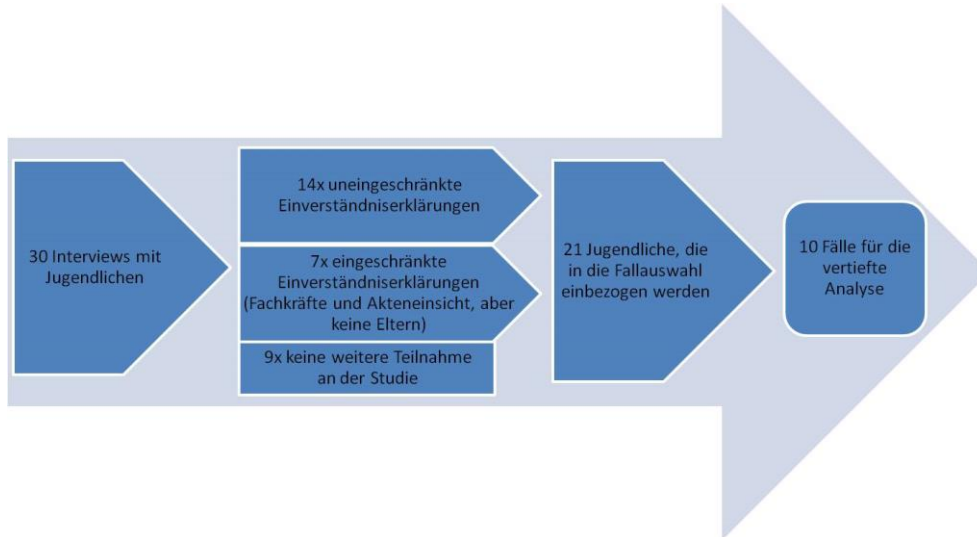 30 Interviews mit
Jugendlichen
14x uneingeschränkte
Einverständniserklärungen
7x eingeschränkte
Einverständniserklärungen
(Fachkräfte und Akteneinsicht, aber
keine Eltern)
9x keine weitere Teilnahme
an der Studie
21 Jugendliche, die
in die Fallauswahl
einbezogen werden
10 Fälle für die
vertiefte
Analyse